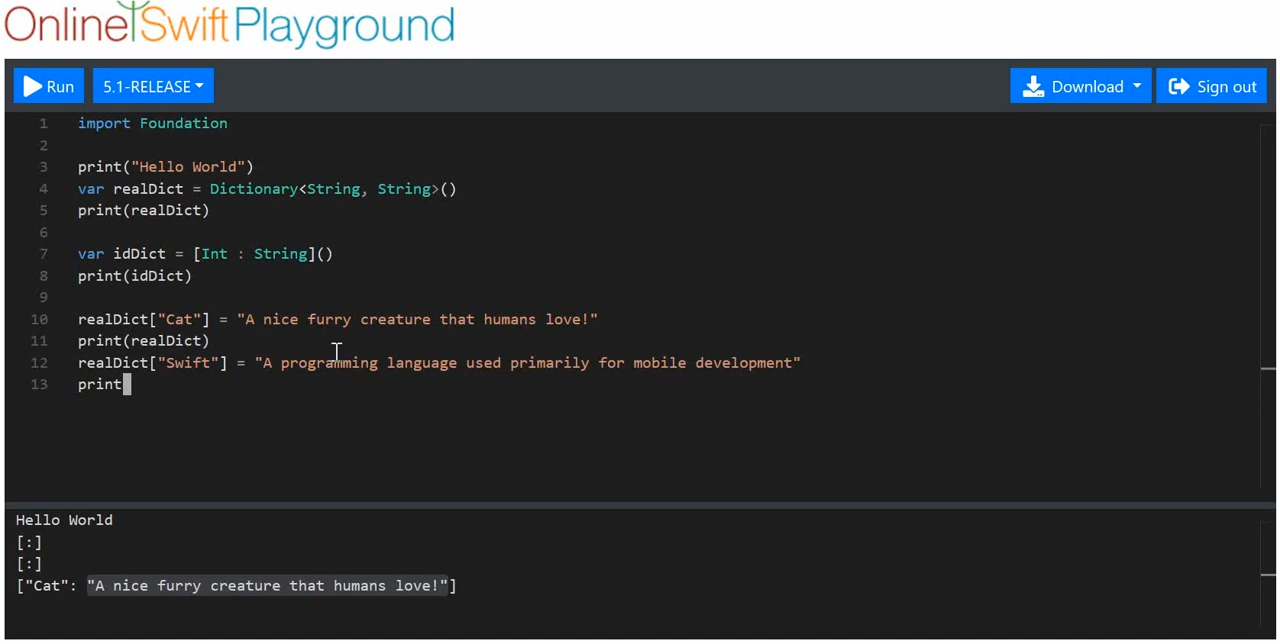 OnlineSwiftPlayground
Run 5.1-RELEASE Download Sign out
1 import Foundation
2
3 print("Hello World")
4 var realDict = Dictionary<String, String>()
5 print(realDict)
6
7 var idDict = [Int : String]()
8 print(idDict)
9
10 realDict["Cat"] = "A nice furry creature that humans love!"
11 print(realDict)
12 realDict["Swift"] = "A programming language used primarily for mobile development"
13 print
Hello World
[:]
[:]
["Cat": "A nice furry creature that humans love!"]